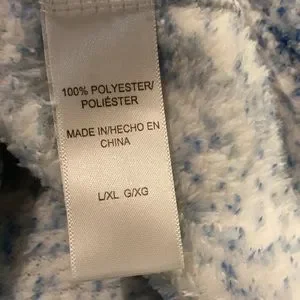 100% POLYESTER/
POLIÉSTER
MADE IN/HECHO EN
CHINA
L/XL G/XG